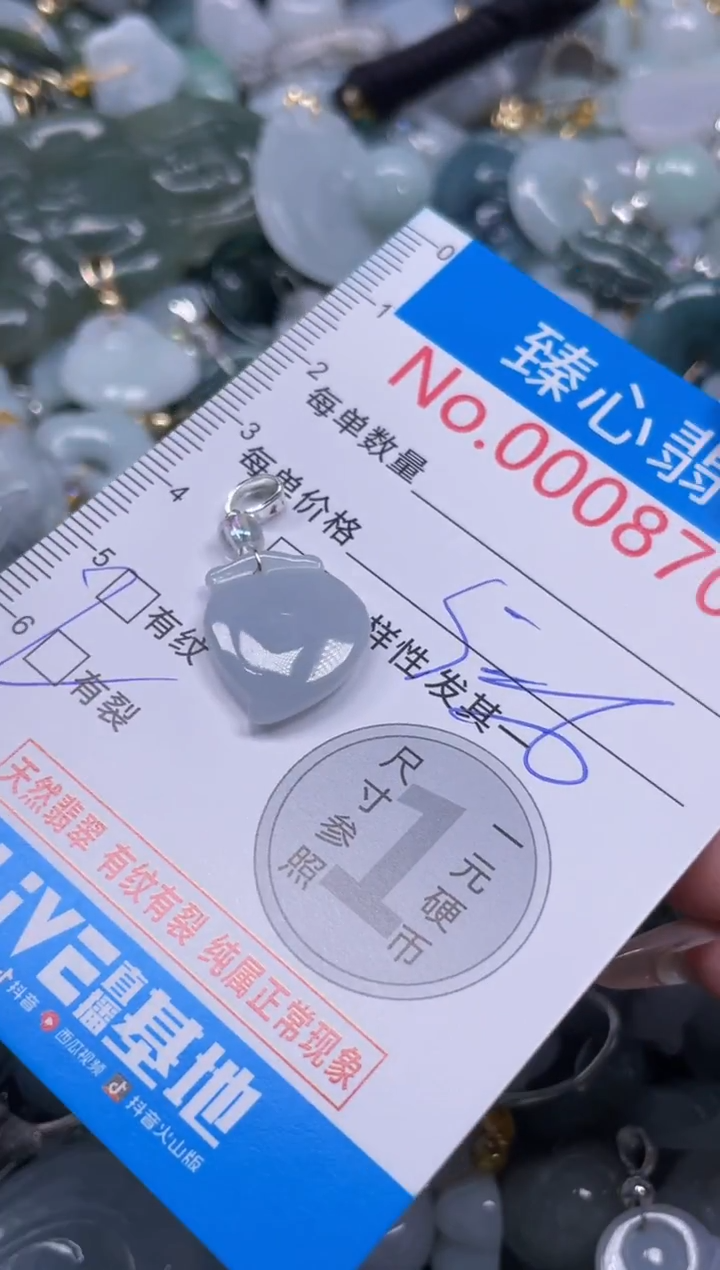 臻心翡
No.000870
0
1
2
3
4
5
6
每单数量
每单价格
样性发其一
有纹
有裂
尺寸参照
1
一元硬币
天然翡翠 有纹有裂 纯属正常现象
LiVE直播基地
抖音 西瓜视频 抖音火山版